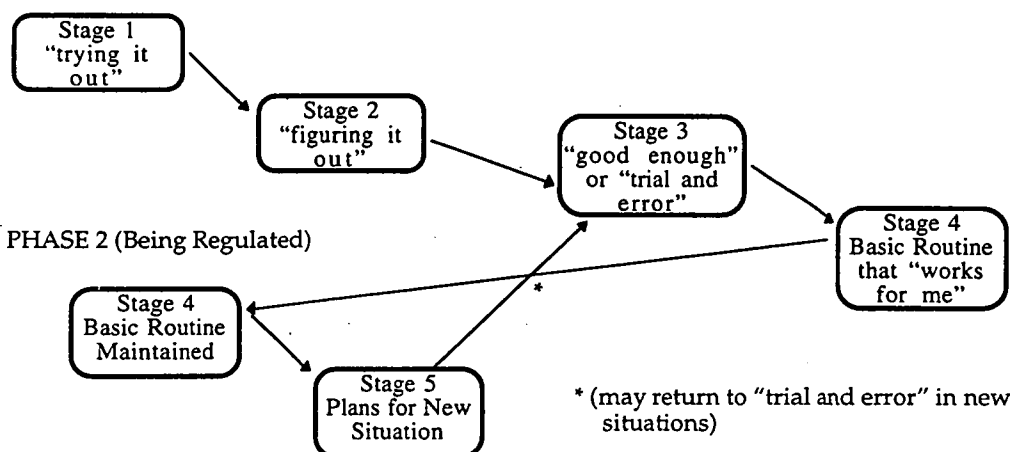 Stage 1
“trying it
out”
Stage 2
“figuring it
out”
Stage 3
“good enough”
or “trial and
error”
Stage 4
Basic Routine
that “works
for me”
PHASE 2 (Being Regulated)
*
Stage 4
Basic Routine
Maintained
Stage 5
Plans for New
Situation
* (may return to “trial and error” in new
situations)